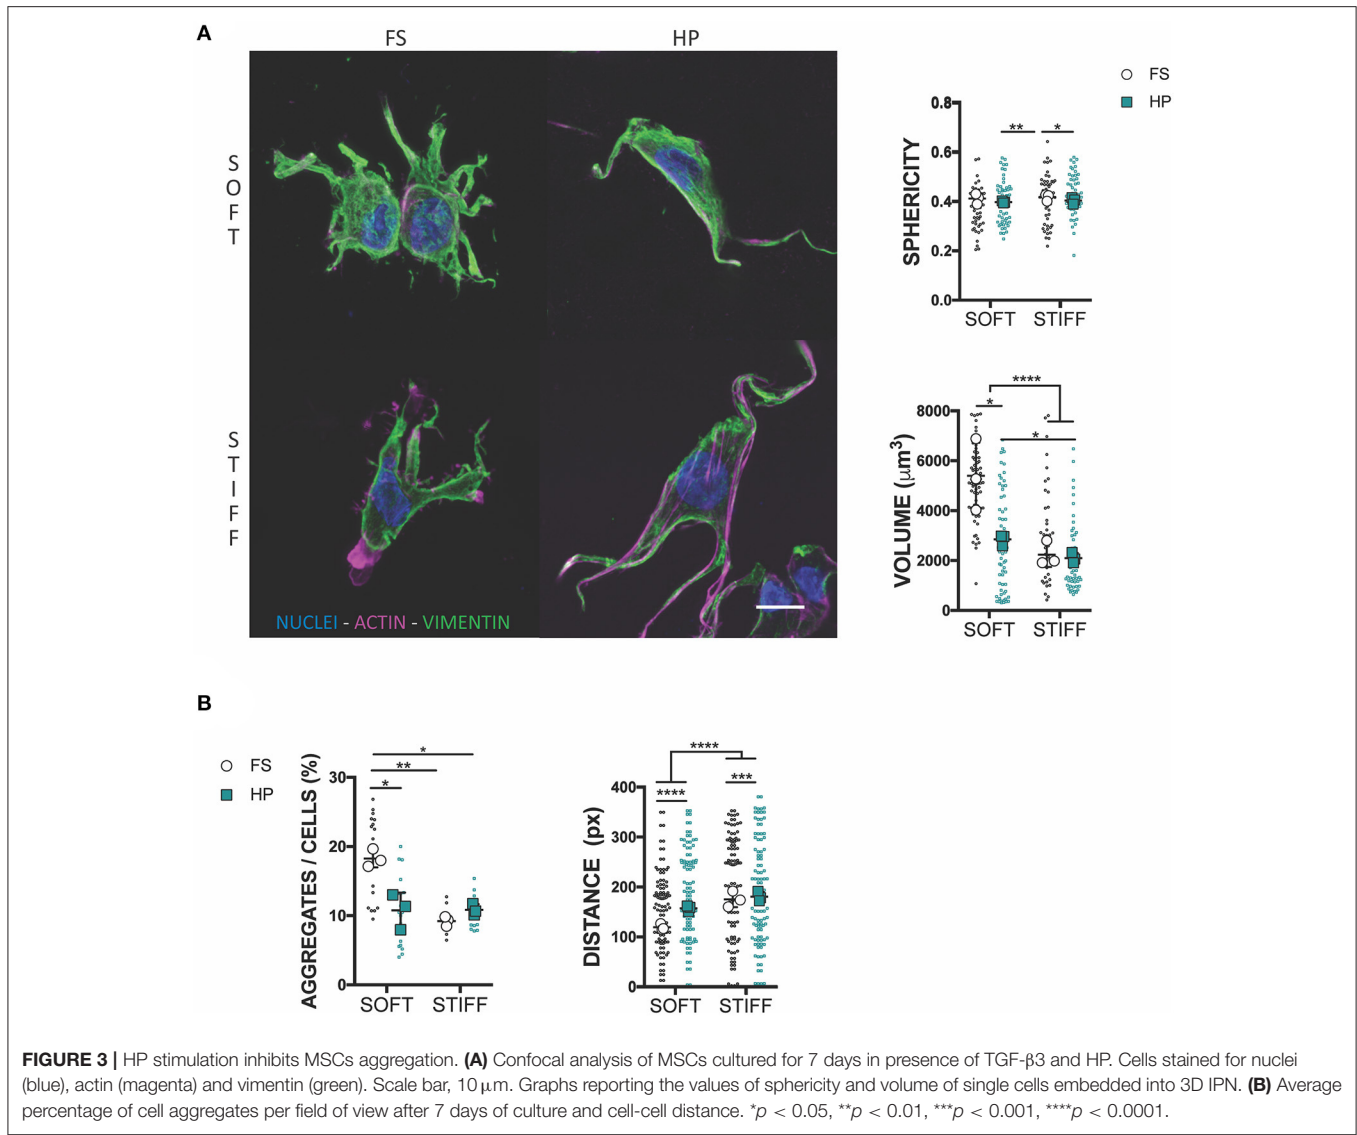 A
FS
HP
S
O
F
T
S
T
I
F
F
NUCLEI - ACTIN - VIMENTIN
FS
HP
SPHERICITY
0.8
0.6
0.4
0.2
0.0
**
*
SOFT
STIFF
VOLUME (μm³)
8000
6000
4000
2000
0
****
*
*
SOFT
STIFF
B
FS
HP
AGGREGATES / CELLS (%)
30
20
10
0
*
**
*
SOFT
STIFF
DISTANCE (px)
400
300
200
100
0
****
****
***
SOFT
STIFF
FIGURE 3 | HP stimulation inhibits MSCs aggregation. (A) Confocal analysis of MSCs cultured for 7 days in presence of TGF-β3 and HP. Cells stained for nuclei
(blue), actin (magenta) and vimentin (green). Scale bar, 10 μm. Graphs reporting the values of sphericity and volume of single cells embedded into 3D IPN. (B) Average
percentage of cell aggregates per field of view after 7 days of culture and cell-cell distance. *p < 0.05, **p < 0.01, ***p < 0.001, ****p < 0.0001.